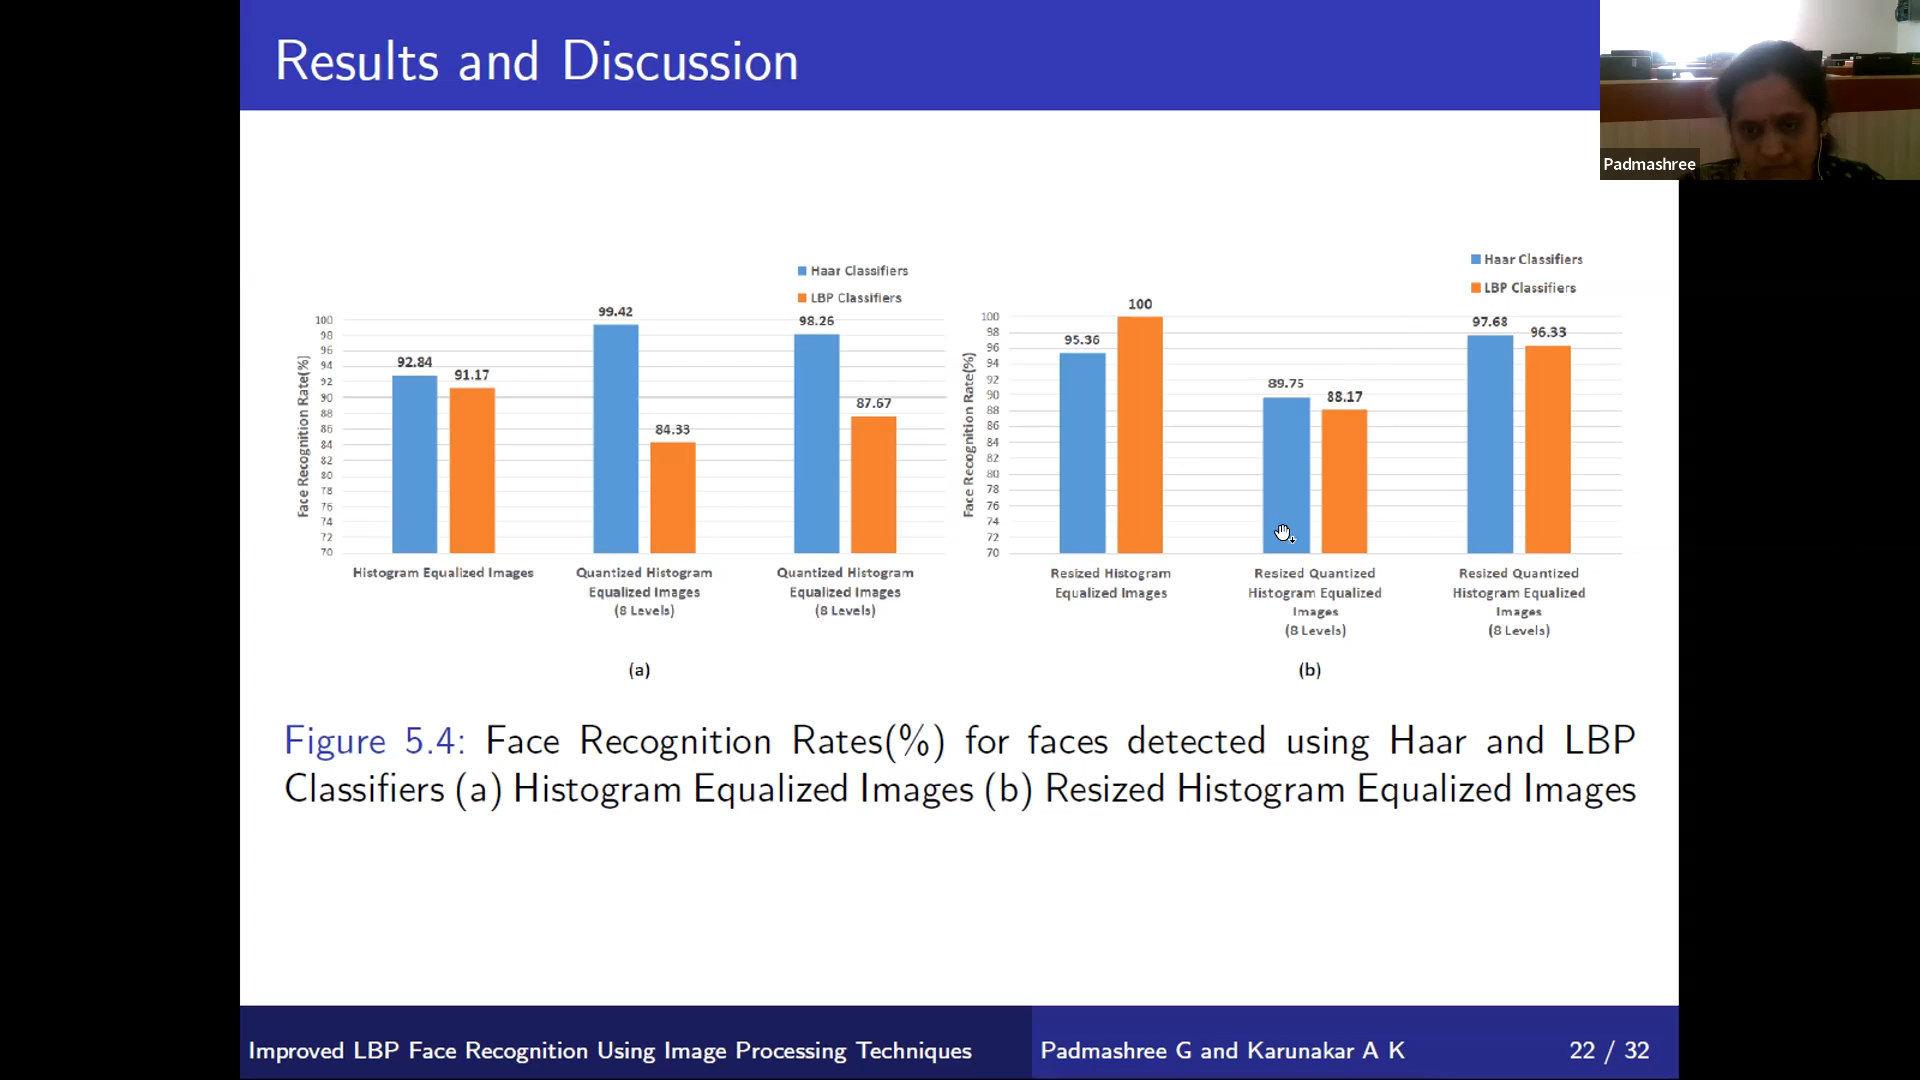 Results and Discussion
Padmashree
Haar Classifiers
LBP Classifiers
Face Recognition Rate(%)
100
98
96
94
92
90
88
86
84
82
80
78
76
74
72
70
92.84
91.17
99.42
84.33
98.26
87.67
Histogram Equalized Images
Quantized Histogram
Equalized Images
(8 Levels)
Quantized Histogram
Equalized Images
(8 Levels)
(a)
Haar Classifiers
LBP Classifiers
Face Recognition Rate(%)
100
98
96
94
92
90
88
86
84
82
80
78
76
74
72
70
95.36
100
89.75
88.17
97.68
96.33
Resized Histogram
Equalized Images
Resized Quantized
Histogram Equalized
Images
(8 Levels)
Resized Quantized
Histogram Equalized
Images
(8 Levels)
(b)
Figure 5.4: Face Recognition Rates(%) for faces detected using Haar and LBP
Classifiers (a) Histogram Equalized Images (b) Resized Histogram Equalized Images
Improved LBP Face Recognition Using Image Processing Techniques
Padmashree G and Karunakar A K
22 / 32